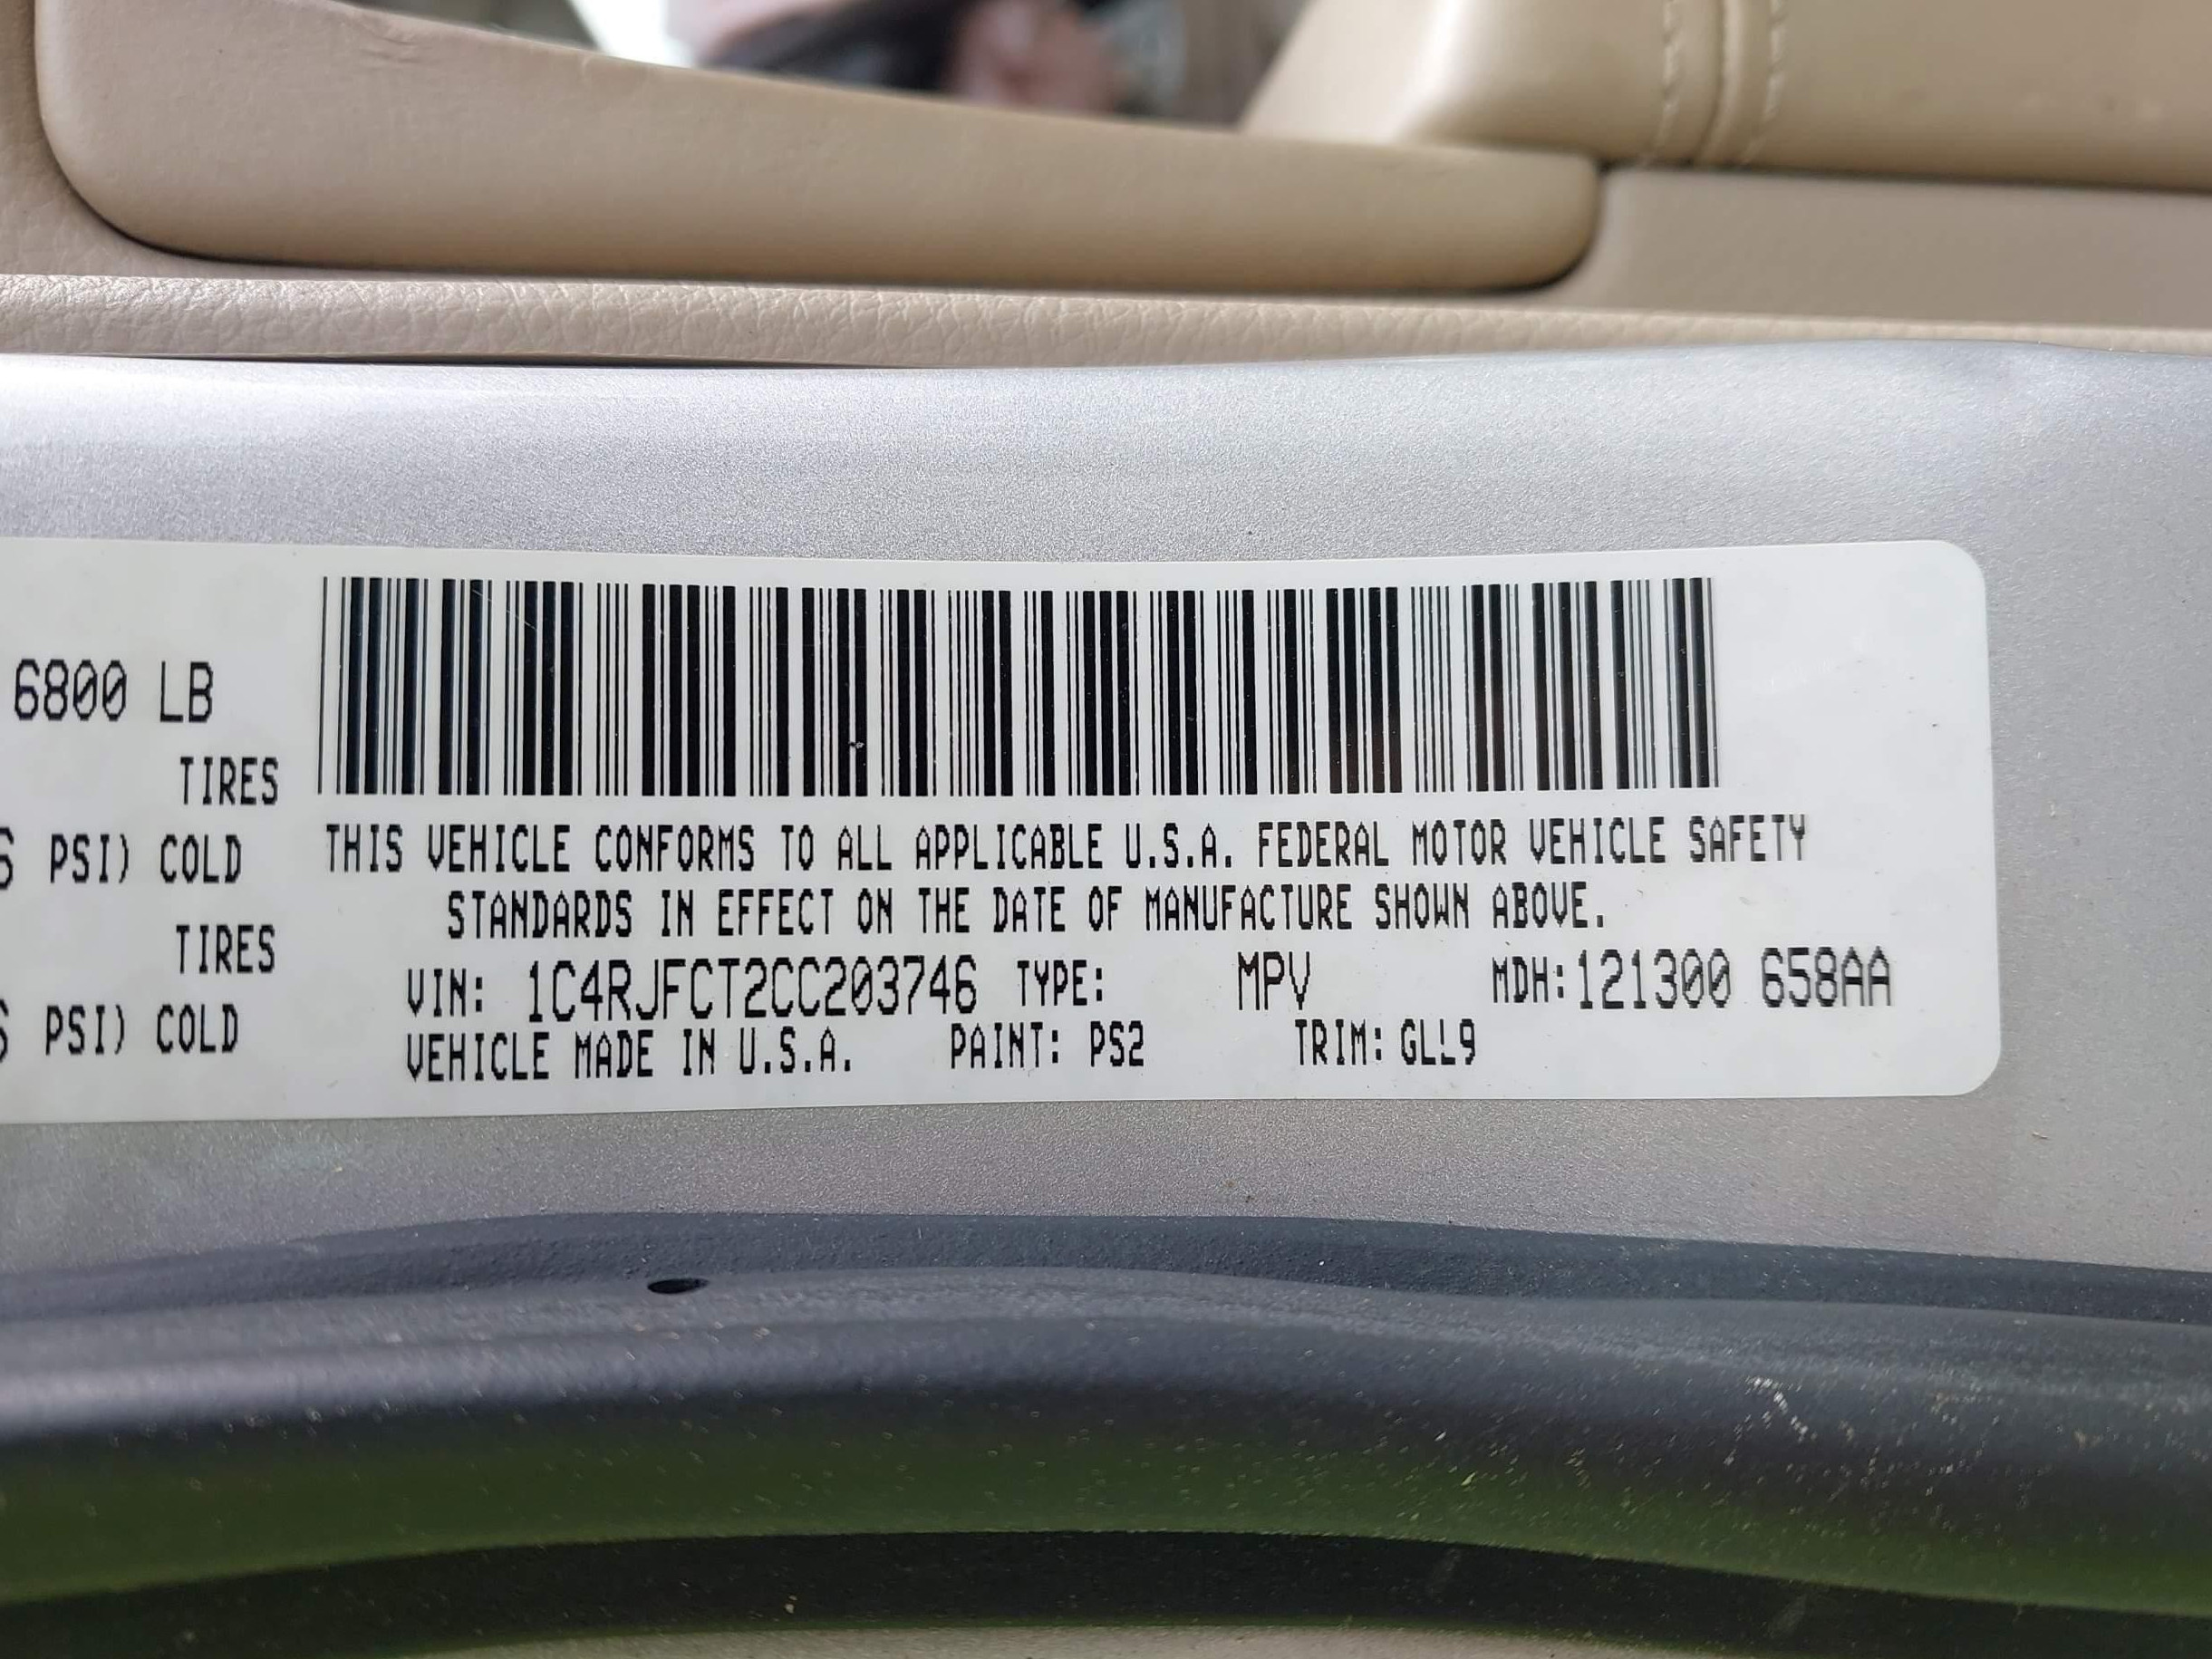 6800 LB
TIRES
PSI) COLD
TIRES
PSI) COLD
THIS VEHICLE CONFORMS TO ALL APPLICABLE U.S.A. FEDERAL MOTOR VEHICLE SAFETY
STANDARDS IN EFFECT ON THE DATE OF MANUFACTURE SHOWN ABOVE.
VIN: 1C4RJFCT2CC203746 TYPE: MPV MDH:121300 658AA
VEHICLE MADE IN U.S.A. PAINT: PS2 TRIM: GLL9